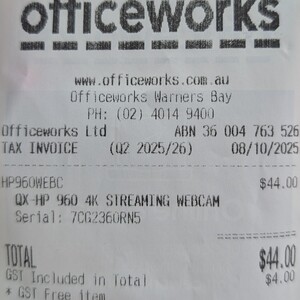 officeworks
www.officeworks.com.au
Officeworks Warners Bay
PH: (02) 4014 9400
Officeworks Ltd ABN 36 004 763 526
TAX INVOICE (Q2 2025/26) 08/10/2025
HP960WEBC $44.00
QX-HP 960 4K STREAMING WEBCAM
Serial: 7CG2360RN5
TOTAL $44.00
GST Included in Total $4.00
* GST Free item